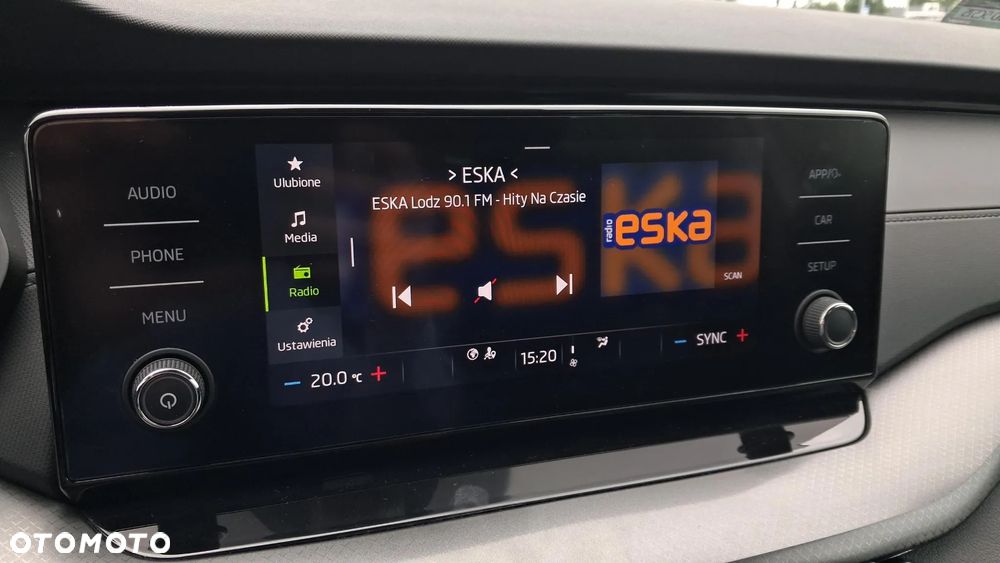 AUDIO
PHONE
MENU
Ulubione
Media
Radio
Ustawienia
> ESKA <
ESKA Lodz 90.1 FM - Hity Na Czasie
eska
radio eska
SCAN
20.0 °C
15:20
SYNC
APP/
CAR
SETUP
OTOMOTO